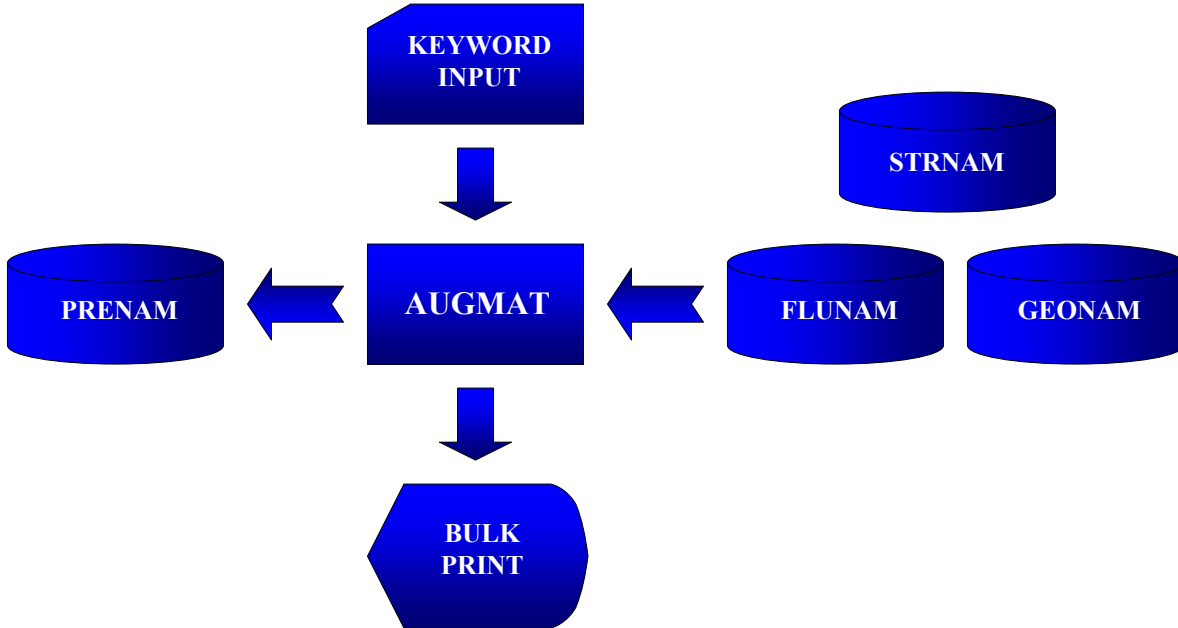 KEYWORD
INPUT
STRNAM
PRENAM
AUGMAT
FLUNAM
GEONAM
BULK
PRINT